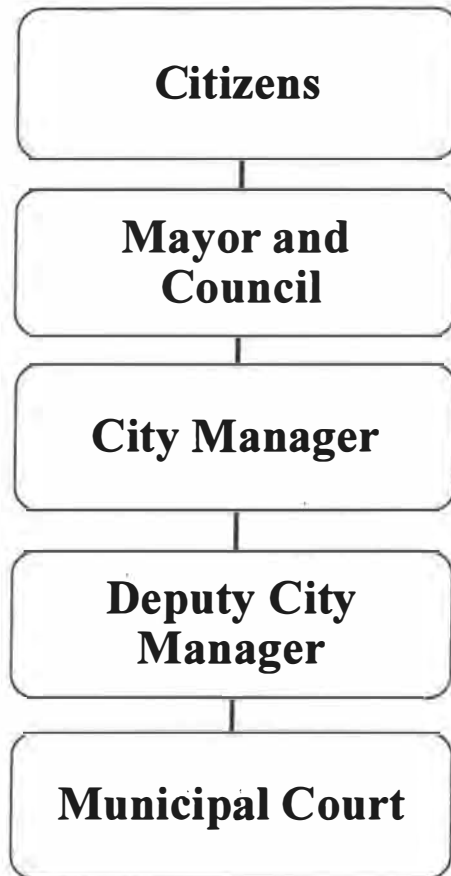 Citizens
Mayor and
Council
City Manager
Deputy City
Manager
Municipal Court